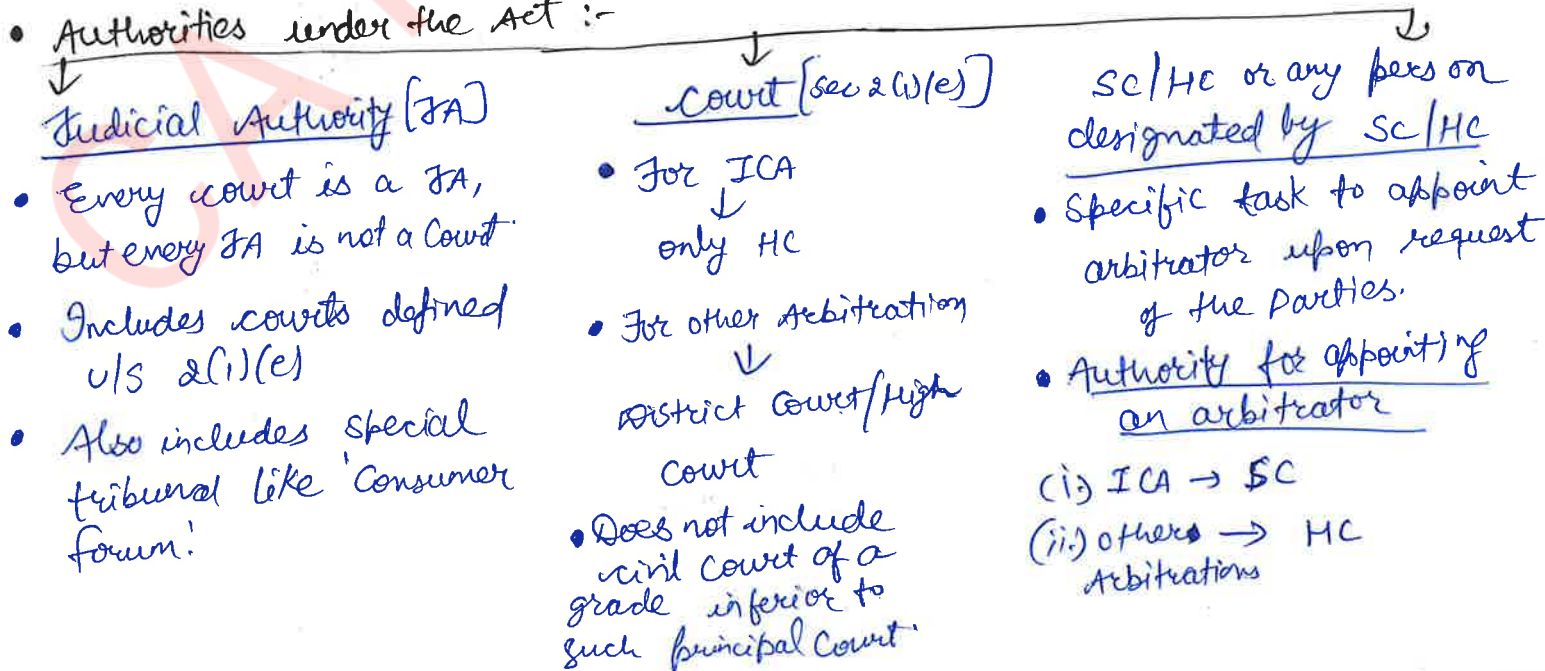 • Authorities under the Act :-
Judicial Authority [JA]
• Every court is a JA,
but every JA is not a Court.
• Includes courts defined
u/s 2(1)(e)
• Also includes special
tribunal like 'Consumer
forum'.
Court [sec 2(1)(e)]
• For ICA
↓
only HC
• For other Arbitration
↓
District Court/High
Court
• Does not include
civil court of a
grade inferior to
such principal Court.
SC/HC or any person
designated by SC/HC
• Specific task to appoint
arbitrator upon request
of the Parties.
• Authority for appointing
an arbitrator
(i) ICA → SC
(ii) others → HC
Arbitrations
CA